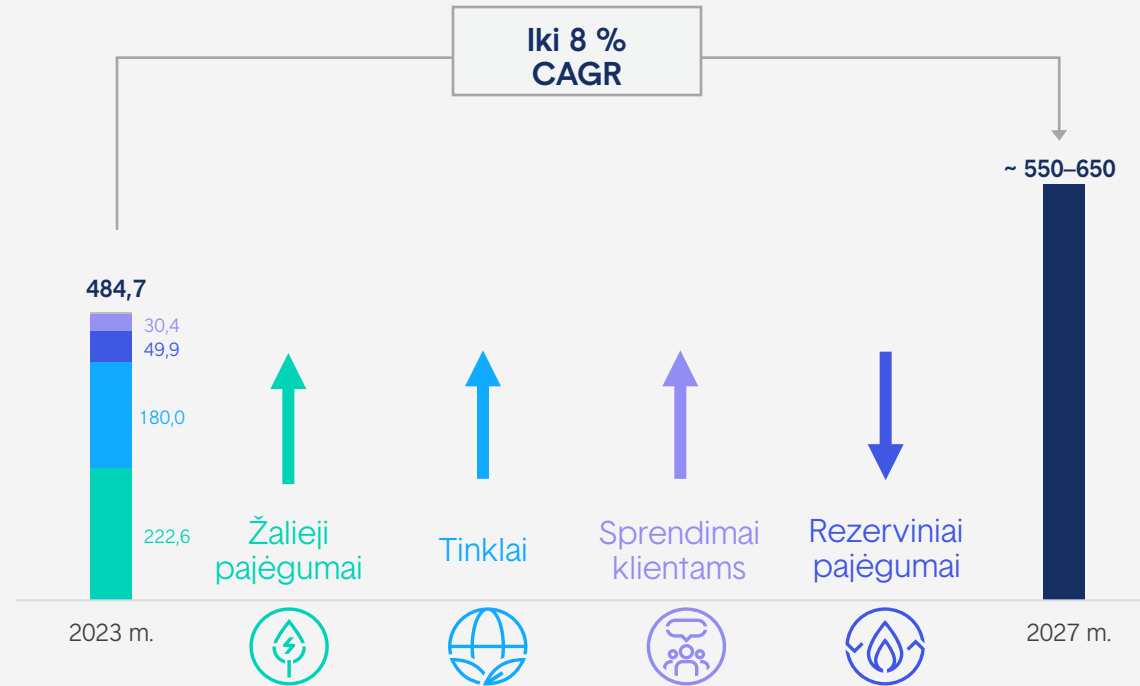 Iki 8 %
CAGR
~ 550–650
484,7
30,4
49,9
180,0
222,6
Žalieji
pajėgumai
Tinklai
Sprendimai
klientams
Rezerviniai
pajėgumai
2023 m.
2027 m.